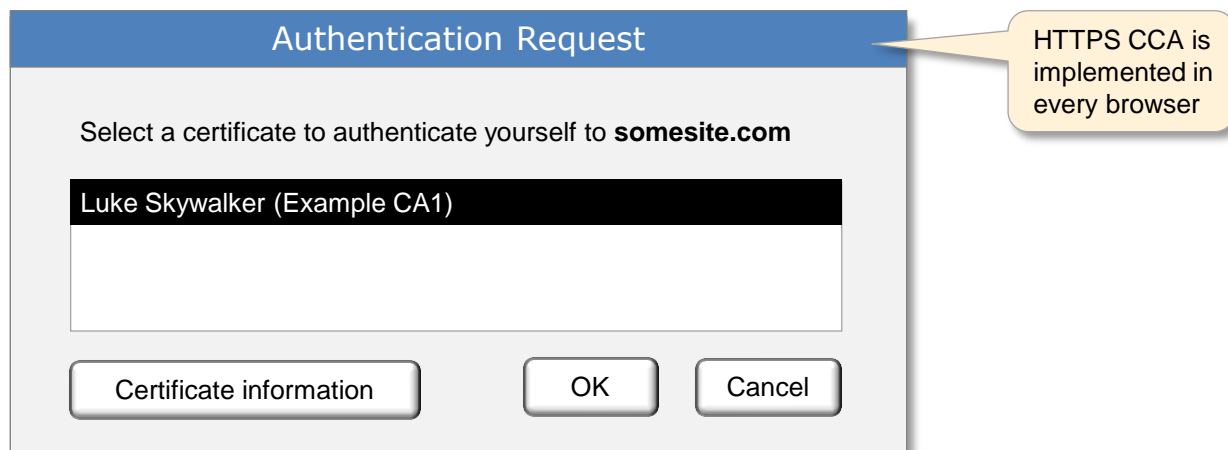 Authentication Request
HTTPS CCA is
implemented in
every browser
Select a certificate to authenticate yourself to somesite.com
Luke Skywalker (Example CA1)
Certificate information
OK
Cancel